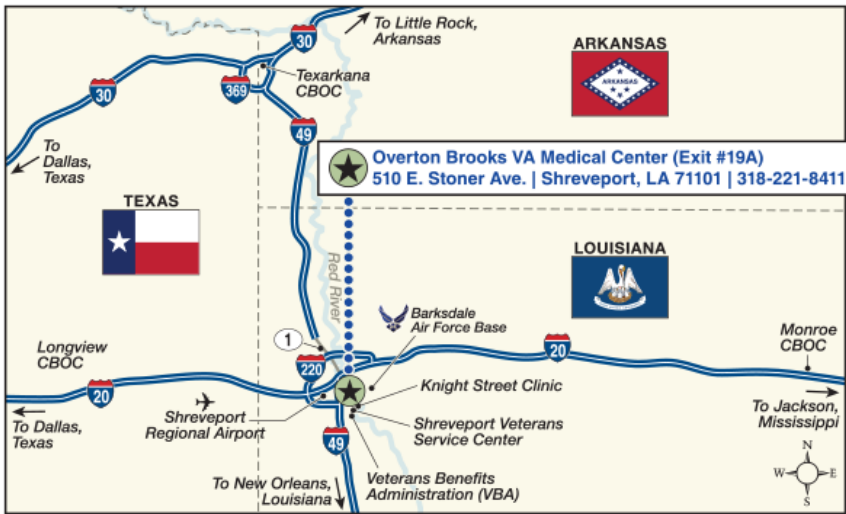 To Little Rock,
Arkansas
30
ARKANSAS
ARKANSAS
Texarkana
CBOC
369
30
49
To
Dallas,
Texas
Overton Brooks VA Medical Center (Exit #19A)
510 E. Stoner Ave. | Shreveport, LA 71101 | 318-221-8411
TEXAS
LOUISIANA
Red River
Barksdale
Air Force Base
1
Longview
CBOC
220
20
Monroe
CBOC
20
Knight Street Clinic
To Dallas,
Texas
Shreveport
Regional Airport
Shreveport Veterans
Service Center
To Jackson,
Mississippi
49
To New Orleans,
Louisiana
Veterans Benefits
Administration (VBA)
N
W
E
S